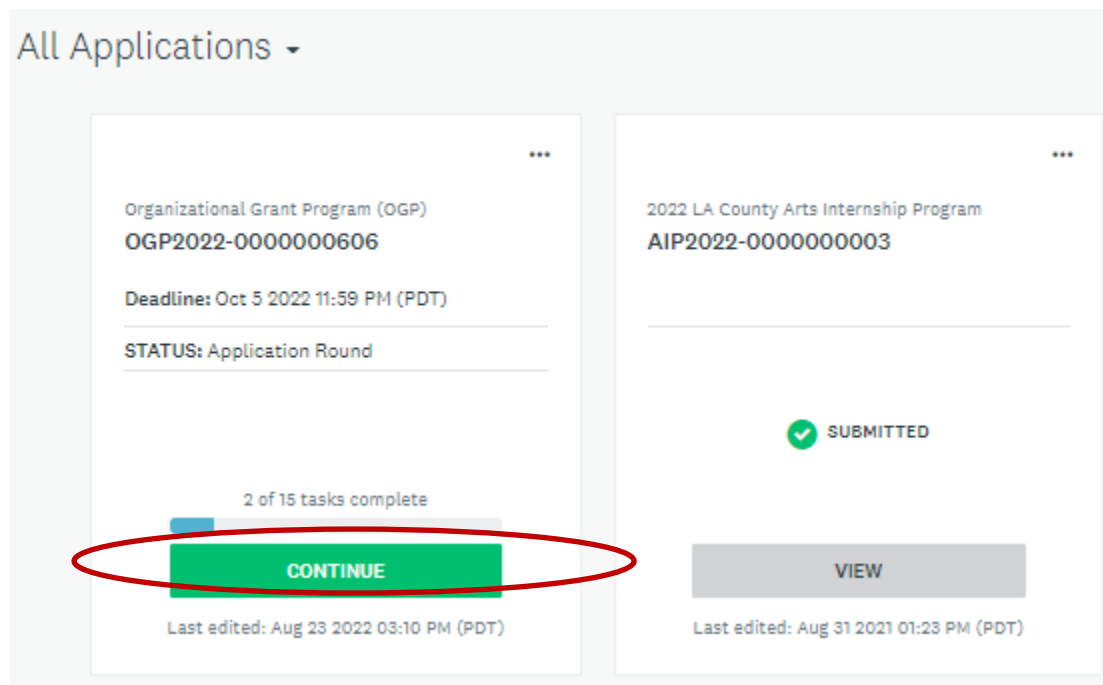 All Applications
Organizational Grant Program (OGP)
OGP2022-0000000606
Deadline: Oct 5 2022 11:59 PM (PDT)
STATUS: Application Round
2 of 15 tasks complete
CONTINUE
Last edited: Aug 23 2022 03:10 PM (PDT)
2022 LA County Arts Internship Program
AIP2022-0000000003
SUBMITTED
VIEW
Last edited: Aug 31 2021 01:23 PM (PDT)